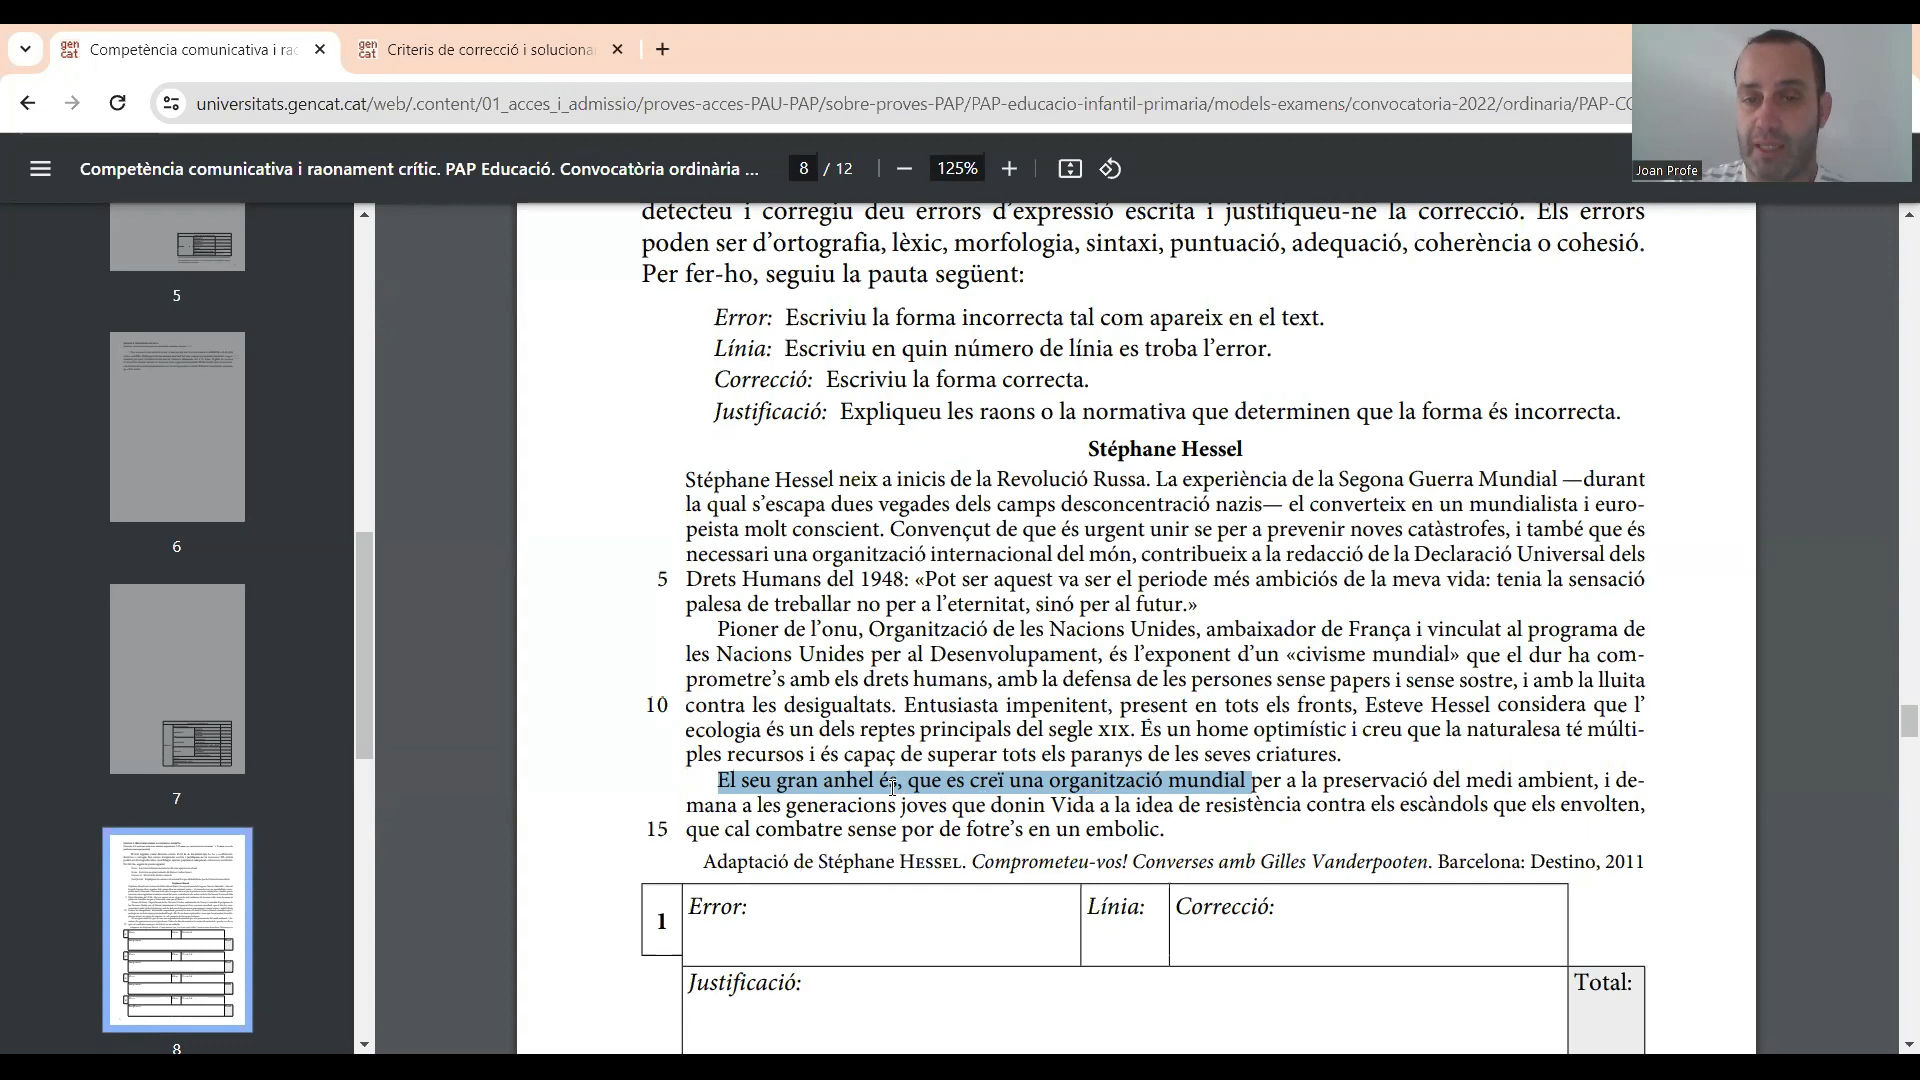 gen
cat
Competència comunicativa i rac
gen
cat
Criteris de correcció i soluciona
universitats.gencat.cat/web/.content/01_acces_i_admissio/proves-acces-PAU-PAP/sobre-proves-PAP/PAP-educacio-infantil-primaria/models-examens/convocatoria-2022/ordinaria/PAP-CO
Joan Profe
Competència comunicativa i raonament crític. PAP Educació. Convocatòria ordinària ...
8 / 12
125%
5
6
7
8
detecteu i corregiu deu errors d'expressió escrita i justifiqueu-ne la correcció. Els errors
poden ser d'ortografia, lèxic, morfologia, sintaxi, puntuació, adequació, coherència o cohesió.
Per fer-ho, seguiu la pauta següent:
Error: Escriviu la forma incorrecta tal com apareix en el text.
Línia: Escriviu en quin número de línia es troba l'error.
Correcció: Escriviu la forma correcta.
Justificació: Expliqueu les raons o la normativa que determinen que la forma és incorrecta.
Stéphane Hessel
Stéphane Hessel neix a inicis de la Revolució Russa. La experiència de la Segona Guerra Mundial —durant
la qual s'escapa dues vegades dels camps desconcentració nazis— el converteix en un mundialista i euro-
peista molt conscient. Convençut de que és urgent unir se per a prevenir noves catàstrofes, i també que és
necessari una organització internacional del món, contribueix a la redacció de la Declaració Universal dels
5 Drets Humans del 1948: «Pot ser aquest va ser el periode més ambiciós de la meva vida: tenia la sensació
palesa de treballar no per a l'eternitat, sinó per al futur.»
Pioner de l'onu, Organització de les Nacions Unides, ambaixador de França i vinculat al programa de
les Nacions Unides per al Desenvolupament, és l'exponent d'un «civisme mundial» que el dur ha com-
prometre's amb els drets humans, amb la defensa de les persones sense papers i sense sostre, i amb la lluita
10 contra les desigualtats. Entusiasta impenitent, present en tots els fronts, Esteve Hessel considera que l'
ecologia és un dels reptes principals del segle XIX. És un home optimístic i creu que la naturalesa té múlti-
ples recursos i és capaç de superar tots els paranys de les seves criatures.
El seu gran anhel és, que es creï una organització mundial per a la preservació del medi ambient, i de-
mana a les generacions joves que donin Vida a la idea de resistència contra els escàndols que els envolten,
15 que cal combatre sense por de fotre's en un embolic.
Adaptació de Stéphane HESSEL. Comprometeu-vos! Converses amb Gilles Vanderpooten. Barcelona: Destino, 2011
1 Error: Línia: Correcció:
Justificació: Total: